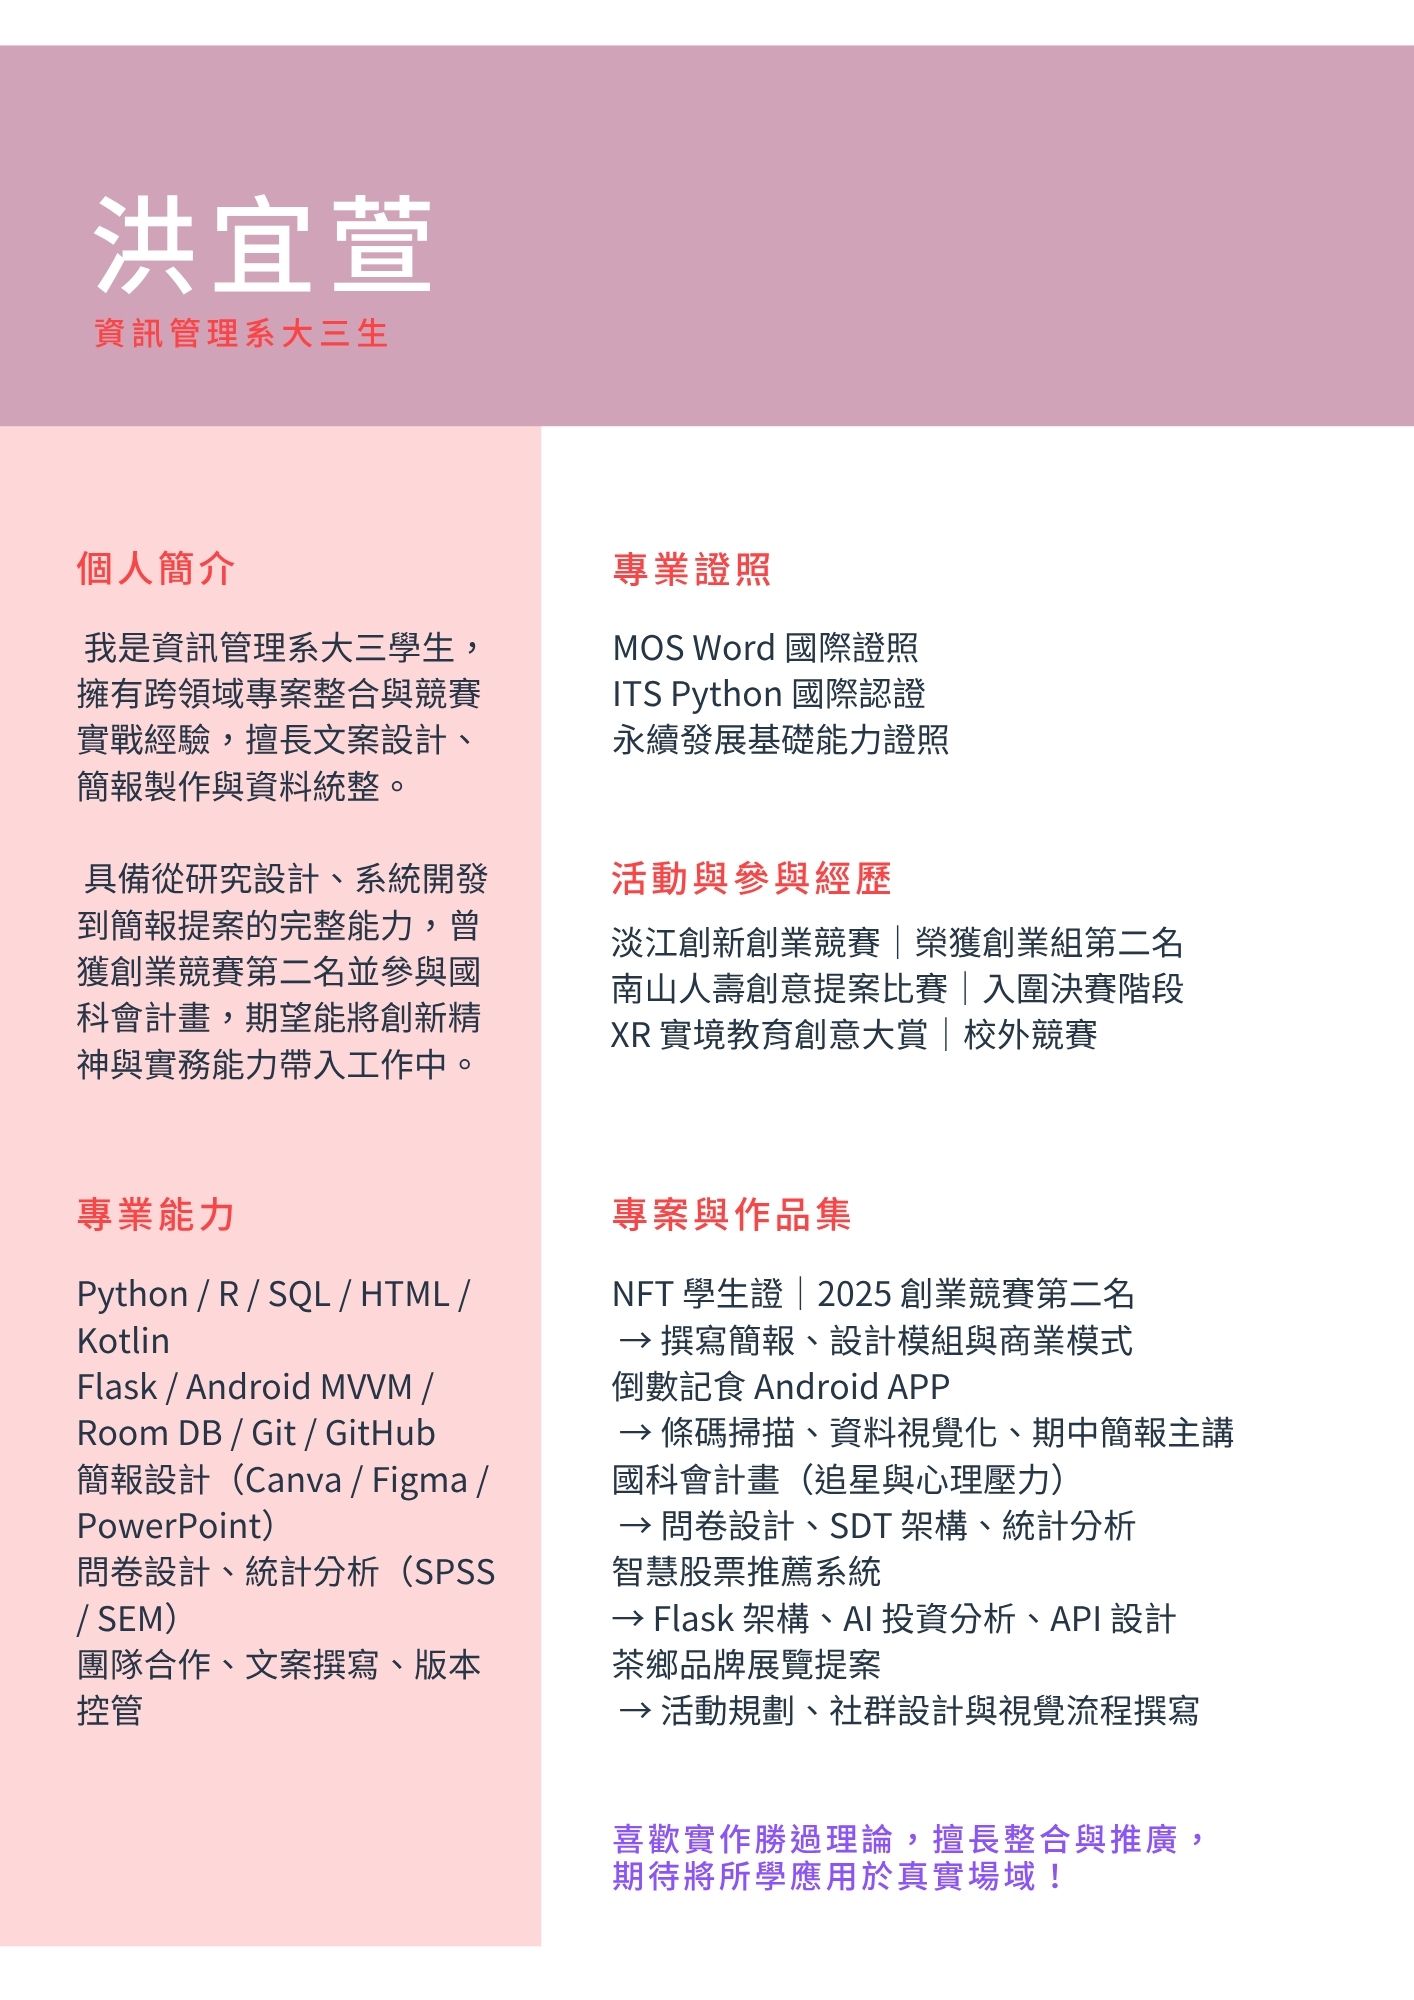 洪宜萱
資訊管理系大三生
個人簡介
我是資訊管理系大三學生，
擁有跨領域專案整合與競賽
實戰經驗，擅長文案設計、
簡報製作與資料統整。
具備從研究設計、系統開發
到簡報提案的完整能力，曾
獲創業競賽第二名並參與國
科會計畫，期望能將創新精
神與實務能力帶入工作中。
專業能力
Python / R / SQL / HTML /
Kotlin
Flask / Android MVVM /
Room DB / Git / GitHub
簡報設計（Canva / Figma /
PowerPoint）
問卷設計、統計分析（SPSS
/ SEM）
團隊合作、文案撰寫、版本
控管
專業證照
MOS Word 國際證照
ITS Python 國際認證
永續發展基礎能力證照
活動與參與經歷
淡江創新創業競賽｜榮獲創業組第二名
南山人壽創意提案比賽｜入圍決賽階段
XR 實境教育創意大賞｜校外競賽
專案與作品集
NFT 學生證｜2025 創業競賽第二名
→ 撰寫簡報、設計模組與商業模式
倒數記食 Android APP
→ 條碼掃描、資料視覺化、期中簡報主講
國科會計畫（追星與心理壓力）
→ 問卷設計、SDT 架構、統計分析
智慧股票推薦系統
→ Flask 架構、AI 投資分析、API 設計
茶鄉品牌展覽提案
→ 活動規劃、社群設計與視覺流程撰寫
喜歡實作勝過理論，擅長整合與推廣，
期待將所學應用於真實場域！